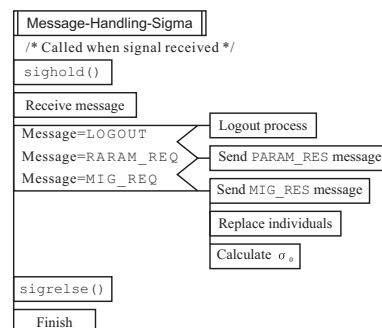 Message-Handling-Sigma
/* Called when signal received */
sighold()
Receive message
Message=LOGOUT
Logout process
Message=RARAM_REQ
Send PARAM_RES message
Message=MIG_REQ
Send MIG_RES message
Replace individuals
Calculate σ₀
sigrelse()
Finish